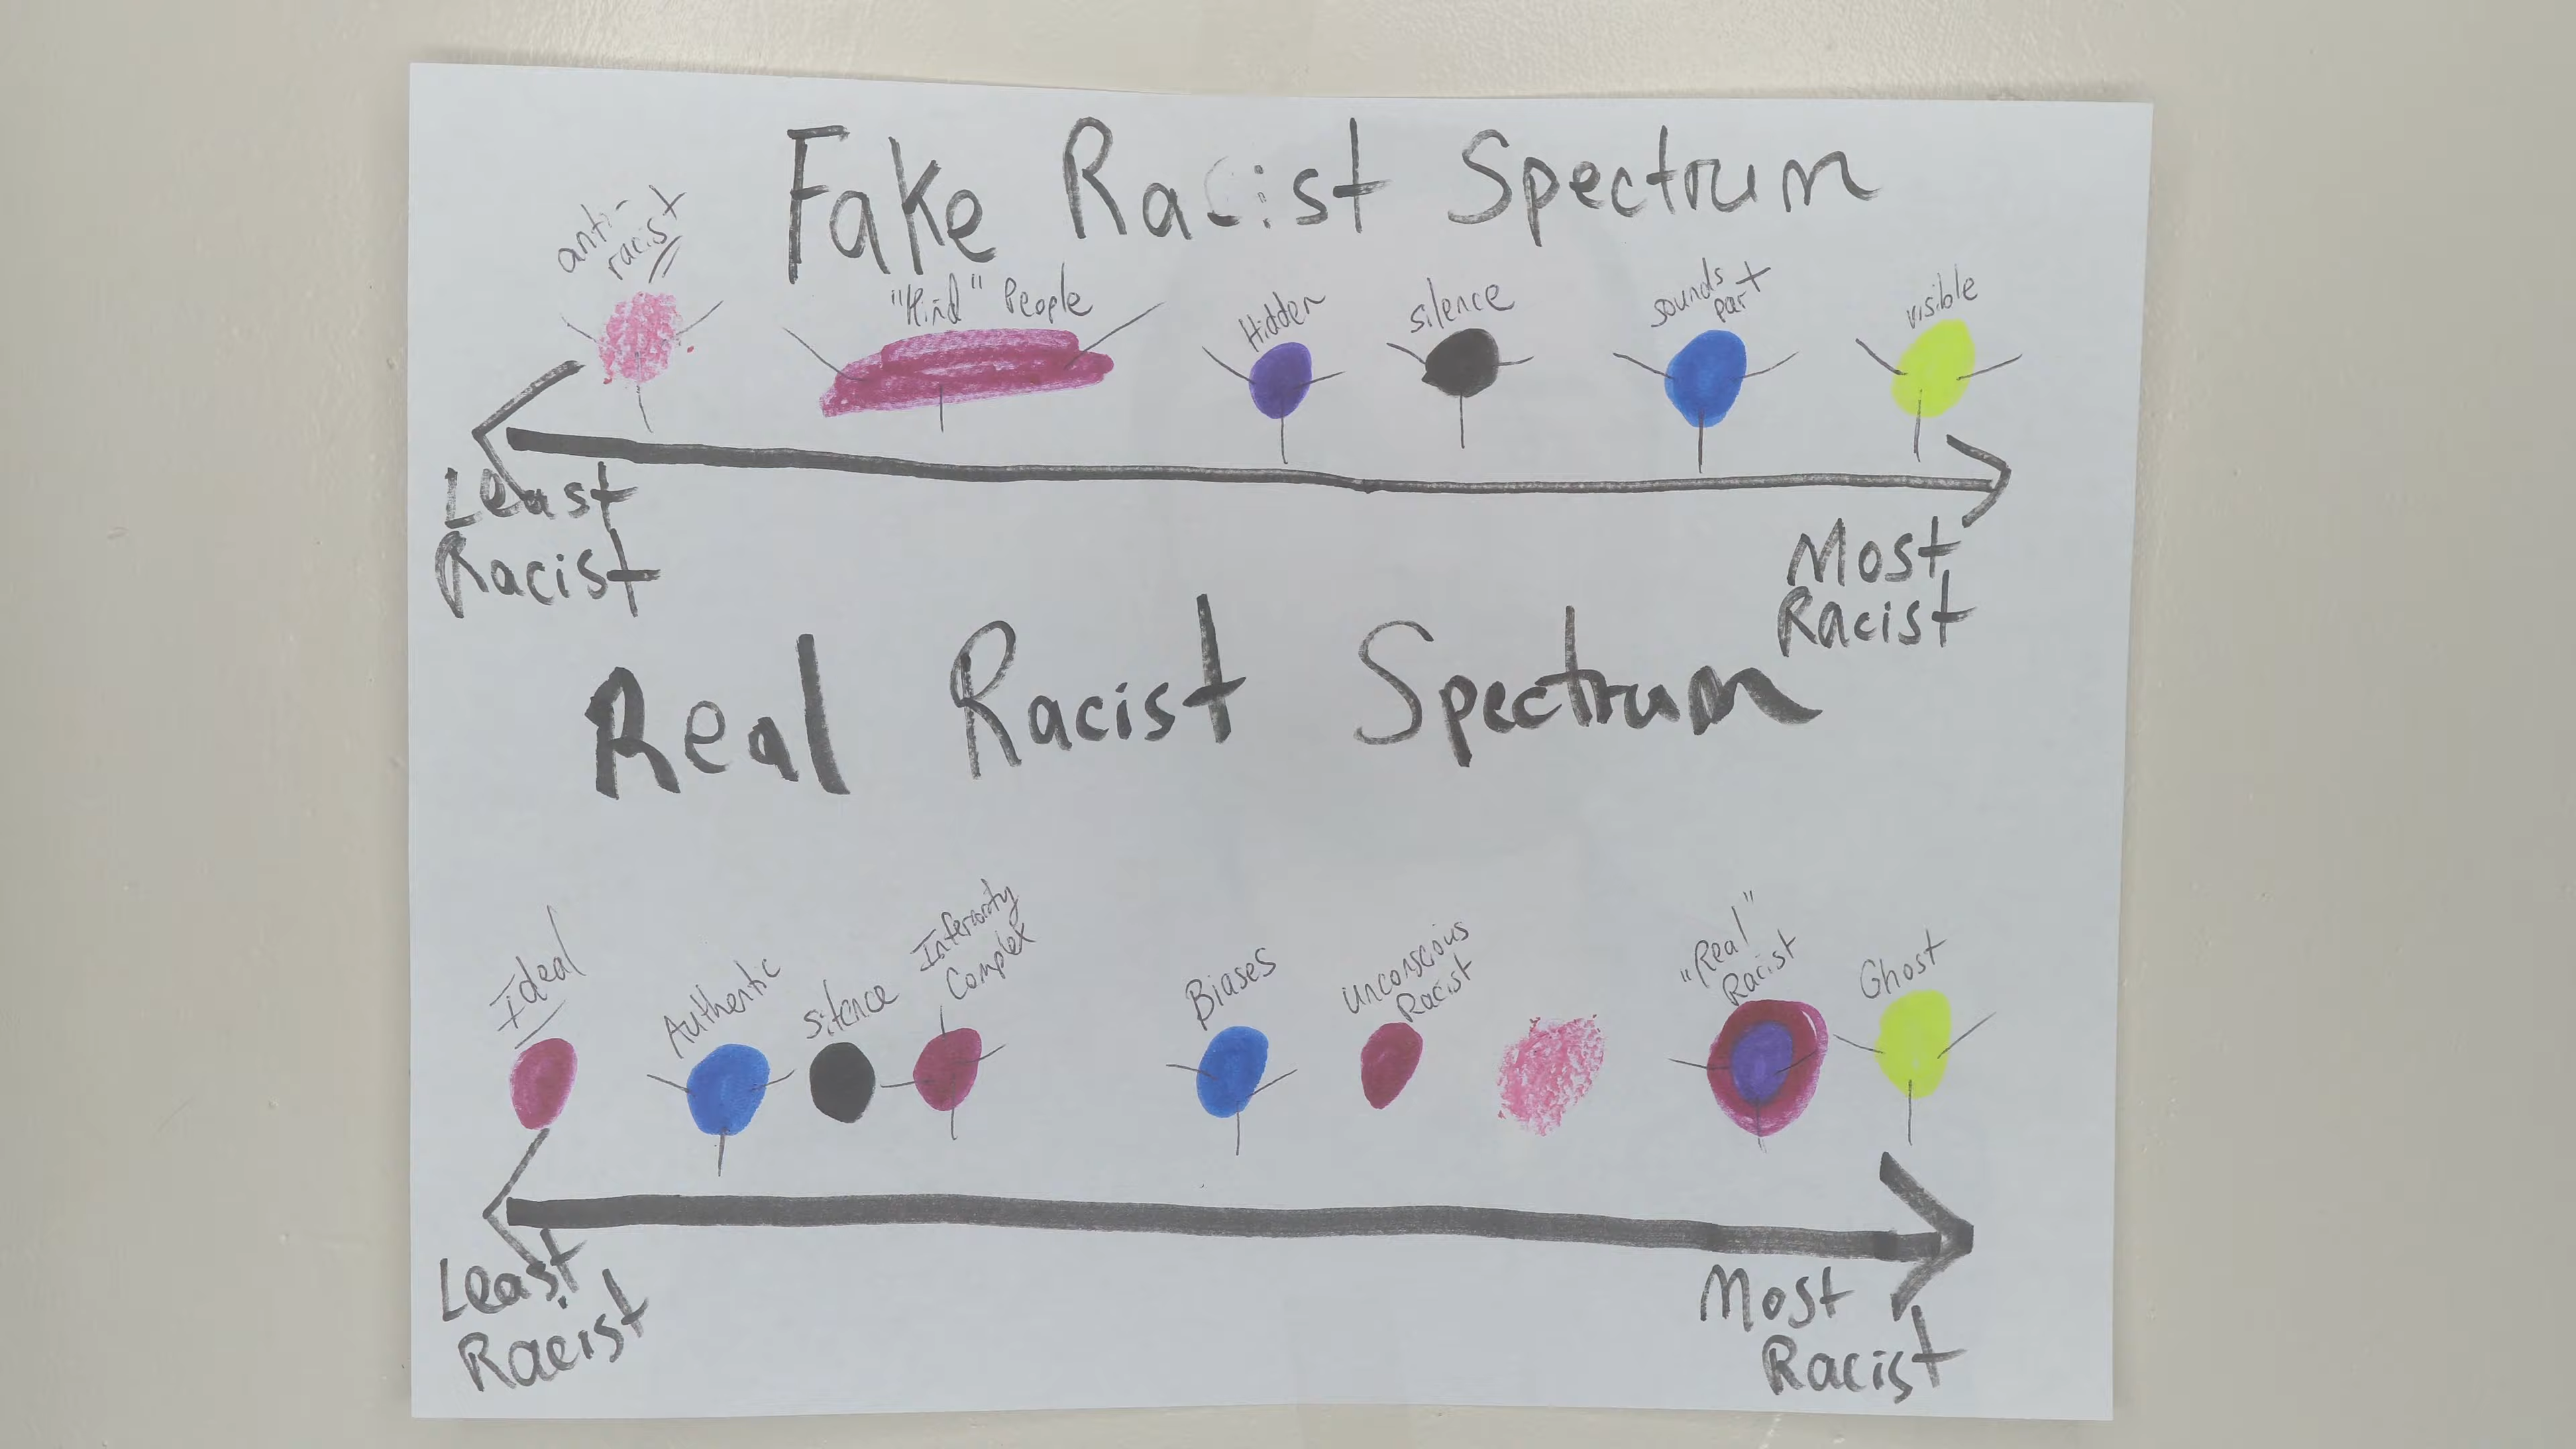 Fake Racist Spectrum
anti-
racist
"Kind" People
Hidden
silence
sounds
part
visible
Least
Racist
Most
Racist
Real Racist Spectrum
Ideal
Authentic
silence
Inferiority
Complex
Biases
unconscious
Racist
"Real"
Racist
Ghost
Least
Racist
Most
Racist